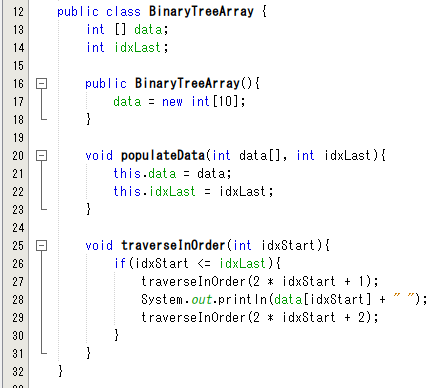 12 public class BinaryTreeArray {
13     int [] data;
14     int idxLast;
15
16     public BinaryTreeArray(){
17         data = new int[10];
18     }
19
20     void populateData(int data[], int idxLast){
21         this.data = data;
22         this.idxLast = idxLast;
23     }
24
25     void traverseInOrder(int idxStart){
26         if(idxStart <= idxLast){
27             traverseInOrder(2 * idxStart + 1);
28             System.out.println(data[idxStart] + " ");
29             traverseInOrder(2 * idxStart + 2);
30         }
31     }
32 }